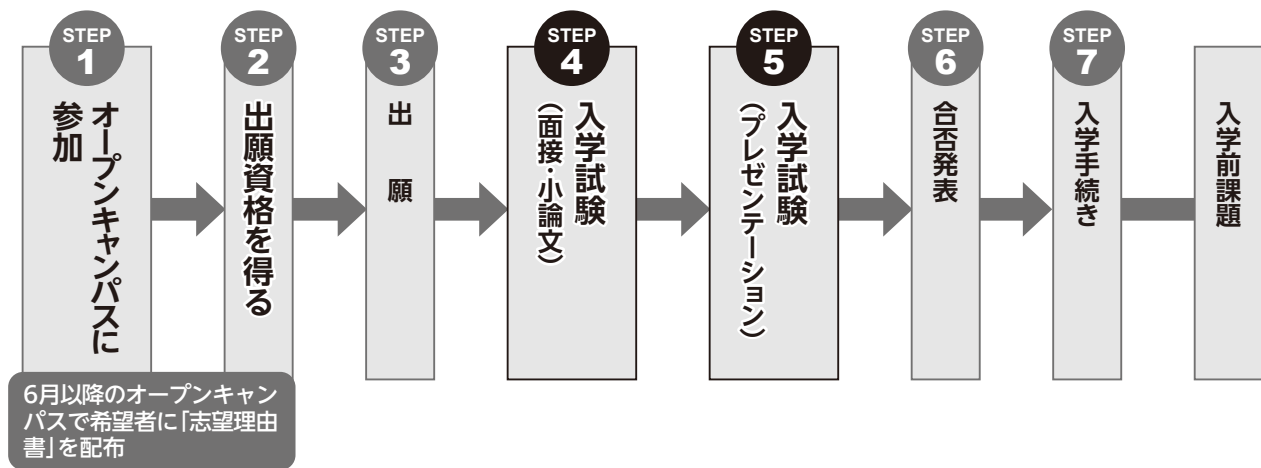 STEP
1
オープンキャンパスに
参加
6月以降のオープンキャン
パスで希望者に「志望理由
書」を配布
STEP
2
出願資格を得る
STEP
3
出願
STEP
4
入学試験
（面接・小論文）
STEP
5
入学試験
（プレゼンテーション）
STEP
6
合否発表
STEP
7
入学手続き
入学前課題